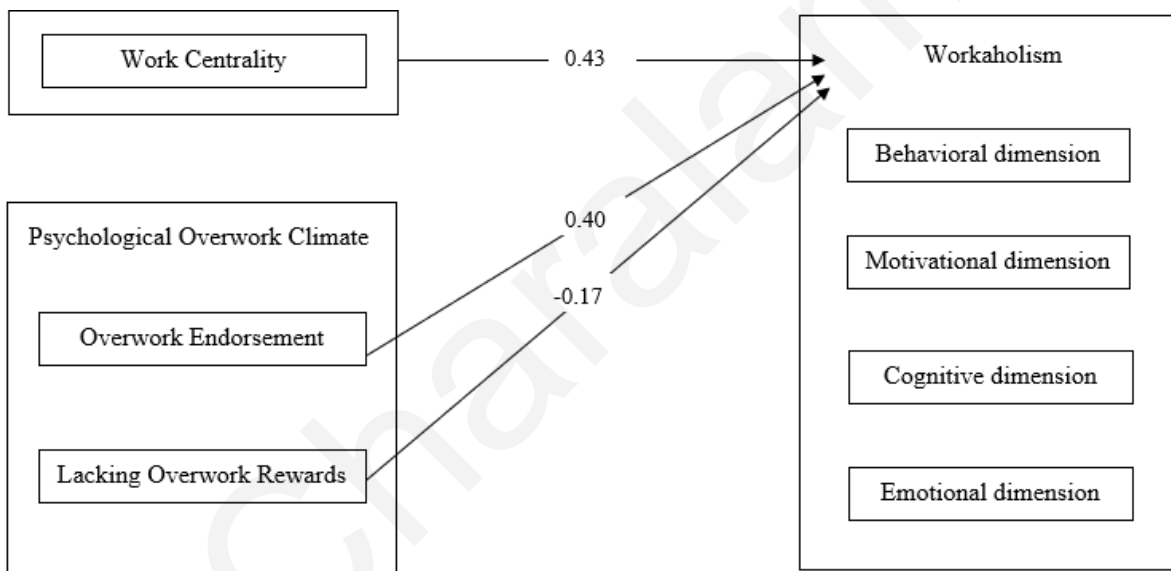 Work Centrality
0.43
Workaholism
Behavioral dimension
Psychological Overwork Climate
0.40
Motivational dimension
-0.17
Overwork Endorsement
Cognitive dimension
Lacking Overwork Rewards
Emotional dimension